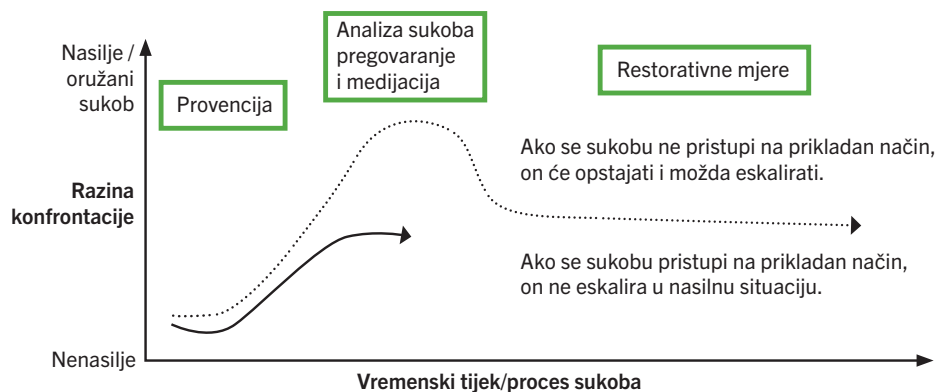 Nasilje /
oružani
sukob
Provencija
Analiza sukoba
pregovaranje
i medijacija
Restorativne mjere
Razina
konfrontacije
Ako se sukobu ne pristupi na prikladan način,
on će opstajati i možda eskalirati.
Ako se sukobu pristupi na prikladan način,
on ne eskalira u nasilnu situaciju.
Nenasilje
Vremenski tijek/proces sukoba